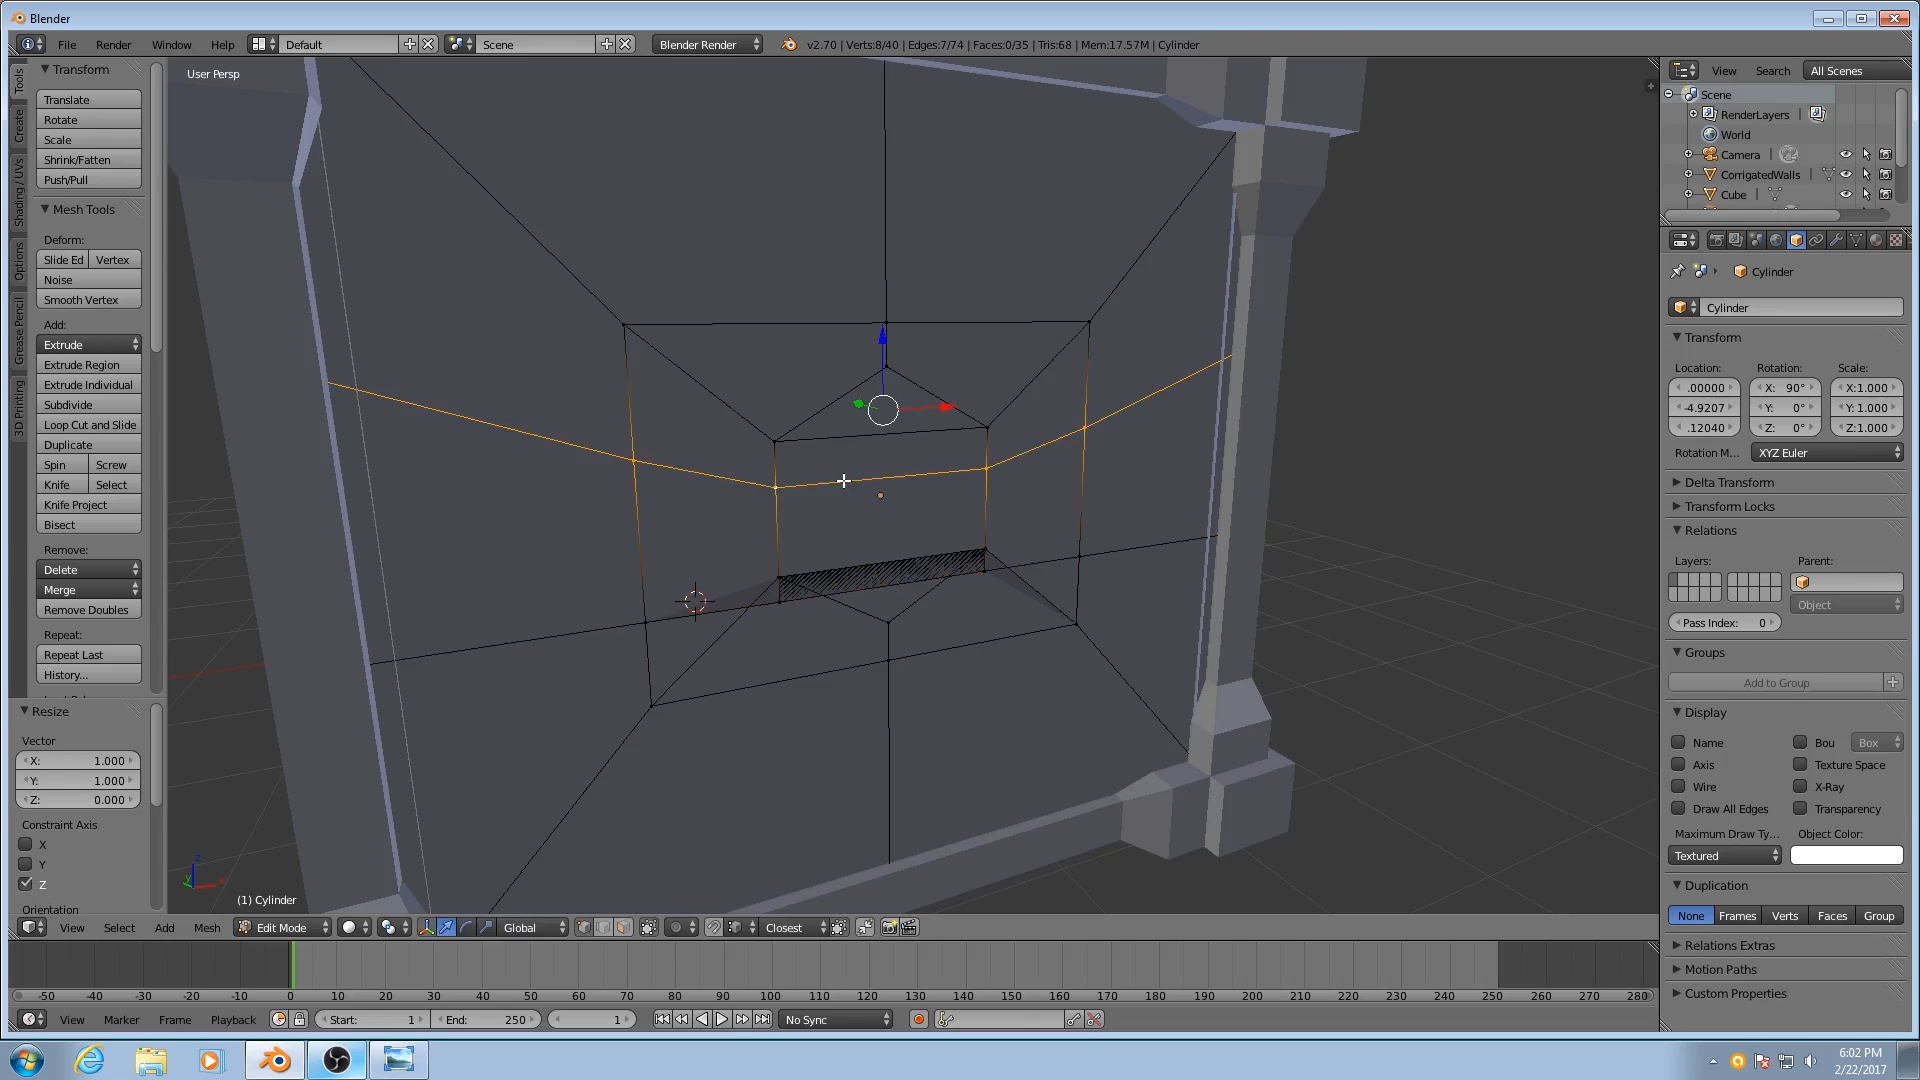 Blender
File Render Window Help Default Scene Blender Render v2.70 | Verts:8/40 | Edges:7/74 | Faces:0/35 | Tris:68 | Mem:17.57M | Cylinder
Tools
Create
Shading / UVs
Options
Grease Pencil
3D Printing
Transform
Translate
Rotate
Scale
Shrink/Fatten
Push/Pull
Mesh Tools
Deform:
Slide Ed Vertex
Noise
Smooth Vertex
Add:
Extrude
Extrude Region
Extrude Individual
Subdivide
Loop Cut and Slide
Duplicate
Spin Screw
Knife Select
Knife Project
Bisect
Remove:
Delete
Merge
Remove Doubles
Repeat:
Repeat Last
History...
Resize
Vector
X: 1.000
Y: 1.000
Z: 0.000
Constraint Axis
X
Y
Z
Orientation
User Persp
(1) Cylinder
View Select Add Mesh Edit Mode Global Closest
-50 -40 -30 -20 -10 0 10 20 30 40 50 60 70 80 90 100 110 120 130 140 150 160 170 180 190 200 210 220 230 240 250 260 270 280
View Marker Frame Playback Start: 1 End: 250 1 No Sync
View Search All Scenes
Scene
RenderLayers |
World
Camera |
CorrigatedWalls |
Cube |
Cylinder
Cylinder
Transform
Location: Rotation: Scale:
.00000 X: 90° X:1.000
-4.9207 Y: 0° Y: 1.000
.12040 Z: 0° Z:1.000
Rotation M... XYZ Euler
Delta Transform
Transform Locks
Relations
Layers: Parent:
Object
Pass Index: 0
Groups
Add to Group
Display
Name Bou Box
Axis Texture Space
Wire X-Ray
Draw All Edges Transparency
Maximum Draw Ty... Object Color:
Textured
Duplication
None Frames Verts Faces Group
Relations Extras
Motion Paths
Custom Properties
6:02 PM
2/22/2017